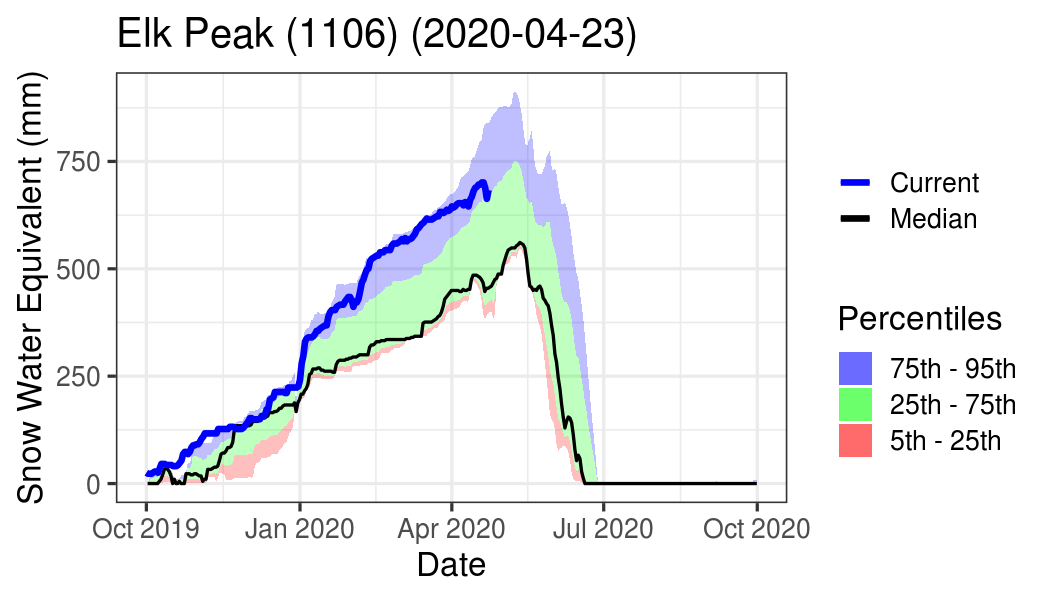 Elk Peak (1106) (2020-04-23)
Snow Water Equivalent (mm)
750
500
250
0
Oct 2019 Jan 2020 Apr 2020 Jul 2020 Oct 2020
Date
Current
Median
Percentiles
75th - 95th
25th - 75th
5th - 25th